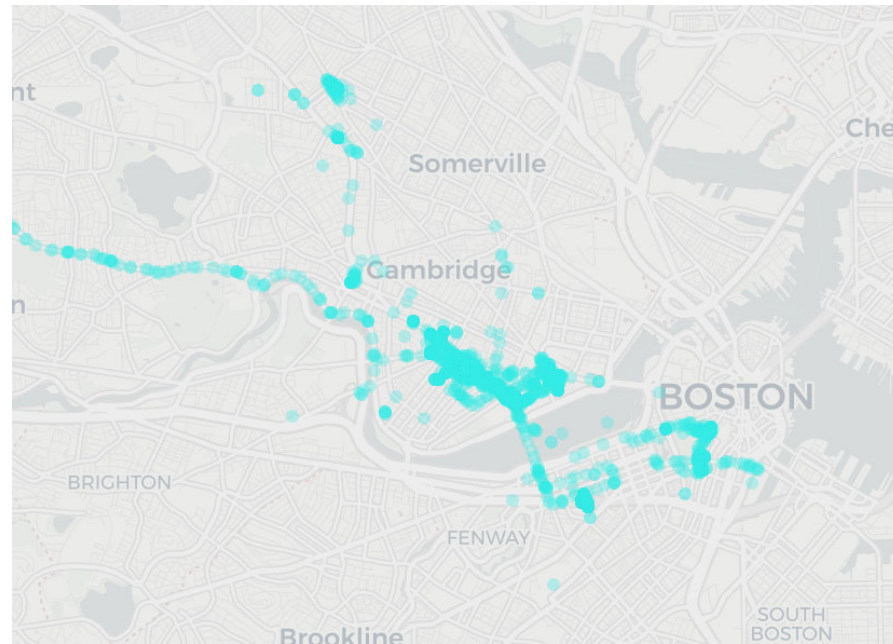 nt
Somerville
Che
Cambridge
n
BOSTON
BRIGHTON
FENWAY
SOUTH
BOSTON
Brookline